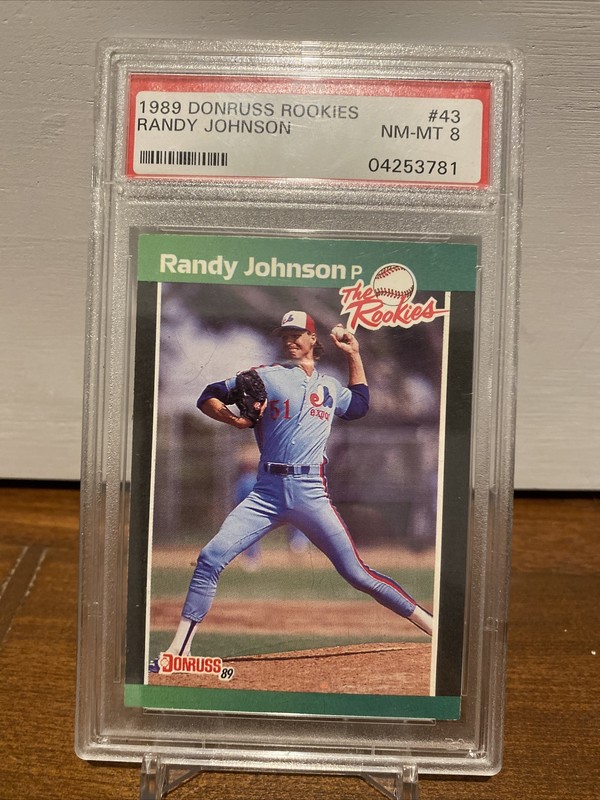 1989 DONRUSS ROOKIES #43
RANDY JOHNSON NM-MT 8
04253781
Randy Johnson P
The
Rookies
51
expos
DONRUSS
89